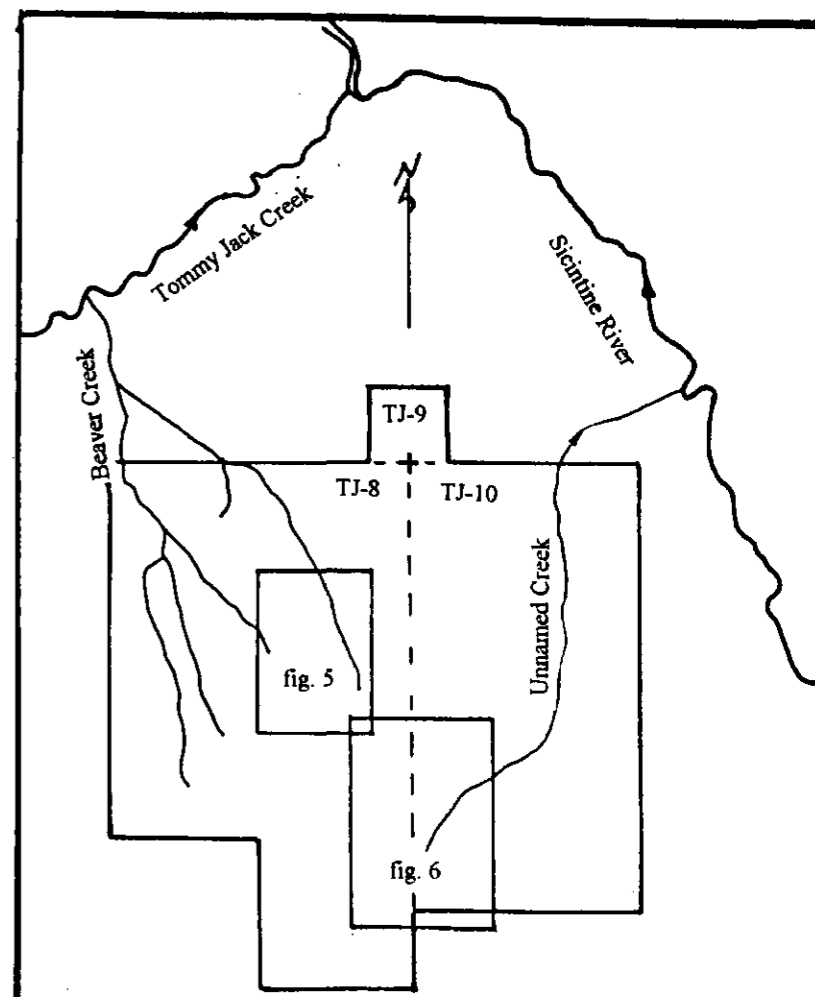 N
Tommy Jack Creek
Sicintine River
Beaver Creek
TJ-9
TJ-8
TJ-10
Unnamed Creek
fig. 5
fig. 6